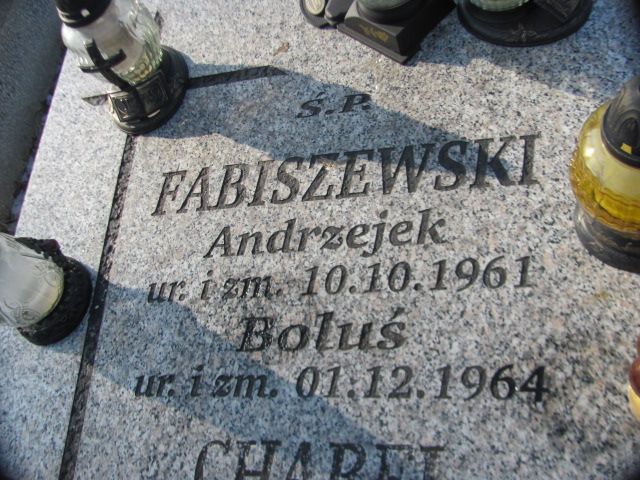 Ś.P.
FABISZEWSKI
Andrzejek
ur. i zm. 10.10.1961
Boluś
ur. i zm. 01.12.1964